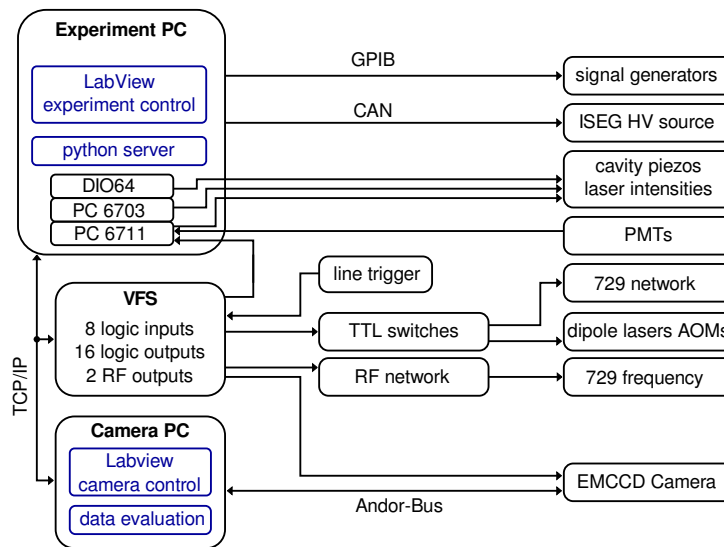 Experiment PC
LabView
experiment control
python server
DIO64
PC 6703
PC 6711
GPIB
CAN
signal generators
ISEG HV source
cavity piezos
laser intensities
PMTs
VFS
8 logic inputs
16 logic outputs
2 RF outputs
line trigger
TTL switches
RF network
729 network
dipole lasers AOMs
729 frequency
TCP/IP
Camera PC
Labview
camera control
data evaluation
Andor-Bus
EMCCD Camera